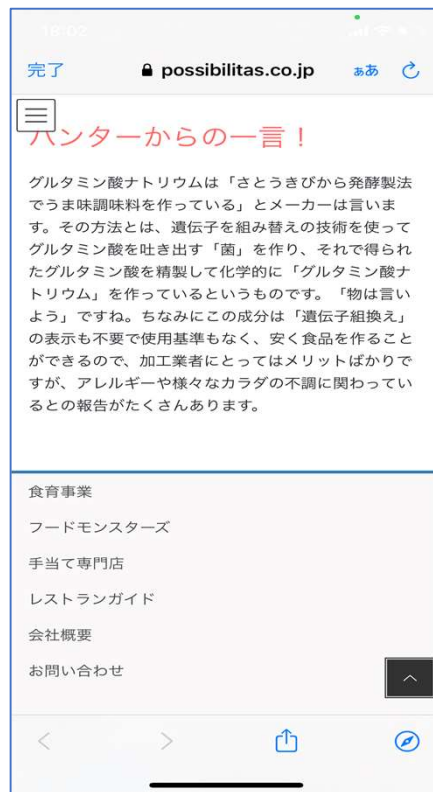 完了 possibilitas.co.jp ぁあ
ハンターからの一言！
グルタミン酸ナトリウムは「さとうきびから発酵製法
でうま味調味料を作っている」とメーカーは言いま
す。その方法とは、遺伝子を組み替えの技術を使って
グルタミン酸を吐き出す「菌」を作り、それで得られ
たグルタミン酸を精製して化学的に「グルタミン酸ナ
トリウム」を作っているというものです。「物は言い
よう」ですね。ちなみにこの成分は「遺伝子組換え」
の表示も不要で使用基準もなく、安く食品を作ること
ができるので、加工業者にとってはメリットばかりで
すが、アレルギーや様々なカラダの不調に関わってい
るとの報告がたくさんあります。
食育事業
フードモンスターズ
手当て専門店
レストランガイド
会社概要
お問い合わせ